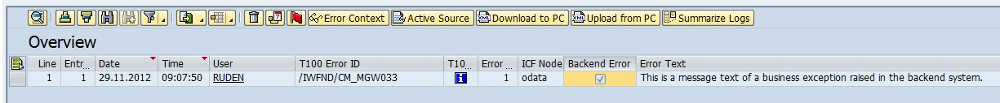 Error Context Active Source Download to PC Upload from PC Summarize Logs
Overview
Line Entr... Date Time User T100 Error ID T10... Error ICF Node Backend Error Error Text
1 1 29.11.2012 09:07:50 RUDEN /IWFND/CM_MGW033 1 odata This is a message text of a business exception raised in the backend system.